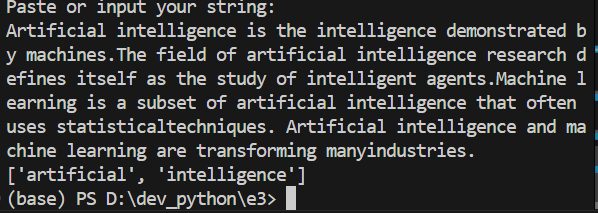 Paste or input your string:
Artificial intelligence is the intelligence demonstrated b
y machines.The field of artificial intelligence research d
efines itself as the study of intelligent agents.Machine l
earning is a subset of artificial intelligence that often
uses statisticaltechniques. Artificial intelligence and ma
chine learning are transforming manyindustries.
['artificial', 'intelligence']
(base) PS D:\dev_python\e3>